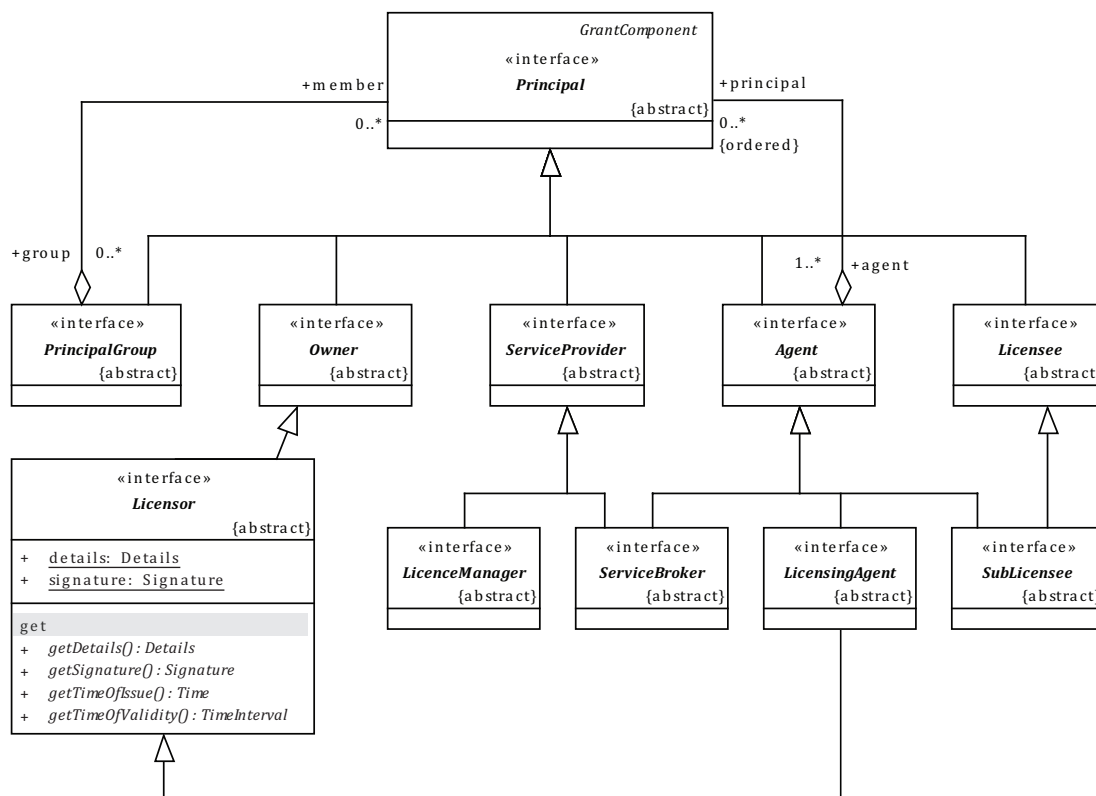 GrantComponent
«interface»
Principal
{abstract}
+member
0..*
+principal
0..*
{ordered}
+group
0..*
1..*
+agent
«interface»
PrincipalGroup
{abstract}
«interface»
Owner
{abstract}
«interface»
ServiceProvider
{abstract}
«interface»
Agent
{abstract}
«interface»
Licensee
{abstract}
«interface»
Licensor
{abstract}
+ details: Details
+ signature: Signature
get
+ getDetails() : Details
+ getSignature() : Signature
+ getTimeOfIssue() : Time
+ getTimeOfValidity() : TimeInterval
«interface»
LicenceManager
{abstract}
«interface»
ServiceBroker
{abstract}
«interface»
LicensingAgent
{abstract}
«interface»
SubLicensee
{abstract}